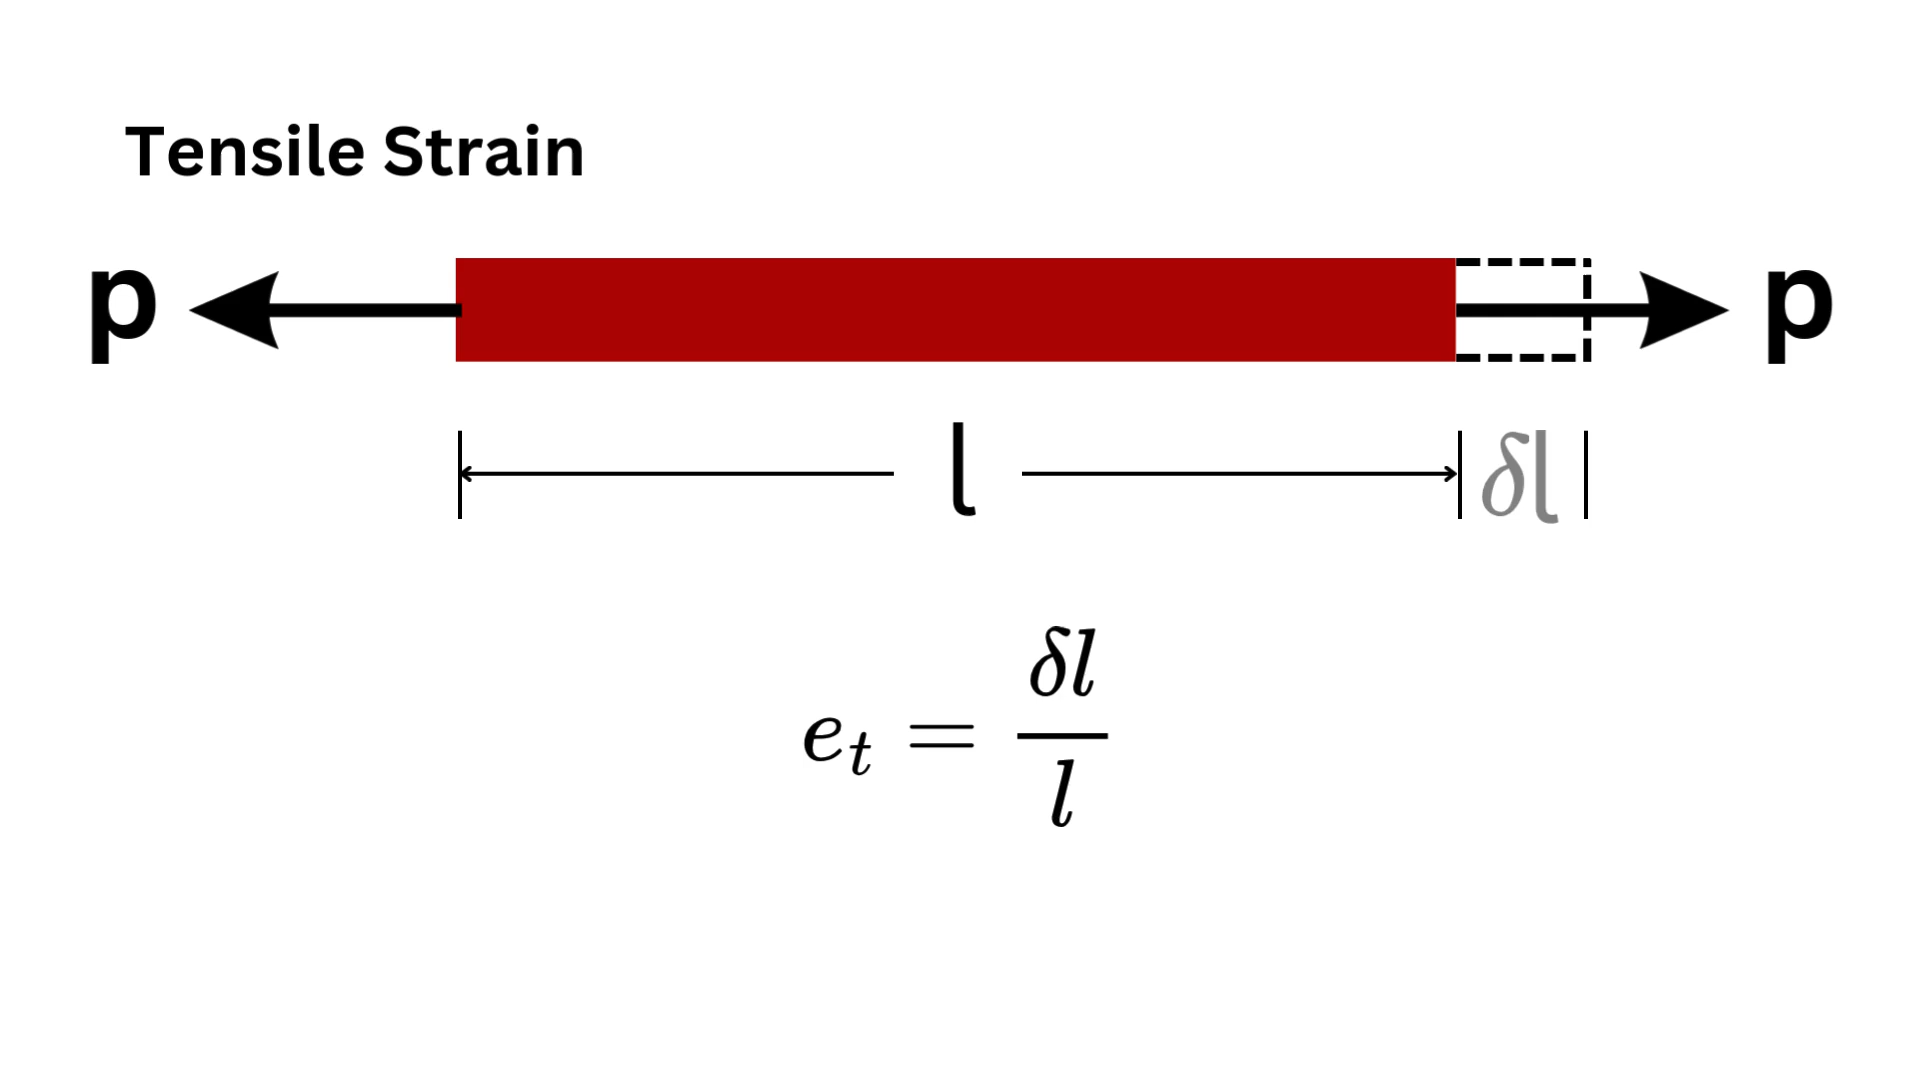 Tensile Strain
p p
l δl
e_t = δl/l